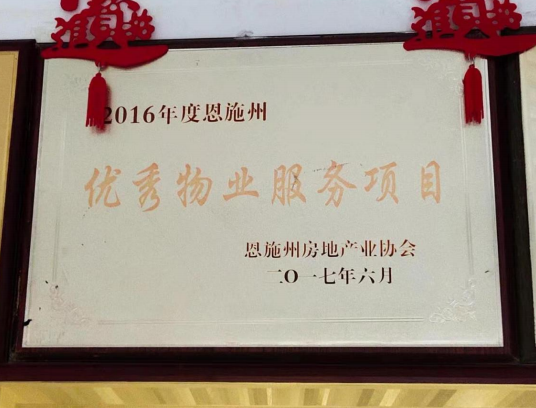 2016年度恩施州
优秀物业服务项目
恩施州房地产业协会
二〇一七年六月